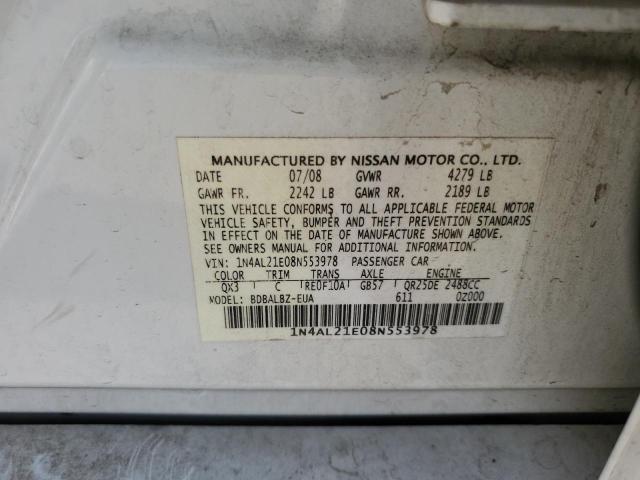 MANUFACTURED BY NISSAN MOTOR CO., LTD.
DATE 07/08 GVWR 4279 LB
GAWR FR. 2242 LB GAWR RR. 2189 LB
THIS VEHICLE CONFORMS TO ALL APPLICABLE FEDERAL MOTOR
VEHICLE SAFETY, BUMPER AND THEFT PREVENTION STANDARDS
IN EFFECT ON THE DATE OF MANUFACTURE SHOWN ABOVE.
SEE OWNERS MANUAL FOR ADDITIONAL INFORMATION.
VIN: 1N4AL21E08N553978 PASSENGER CAR
COLOR TRIM TRANS AXLE ENGINE
QX3 C RE0F10A GB57 QR25DE 2488CC
MODEL: BDBALBZ-EUA 611 0Z000
1N4AL21E08N553978